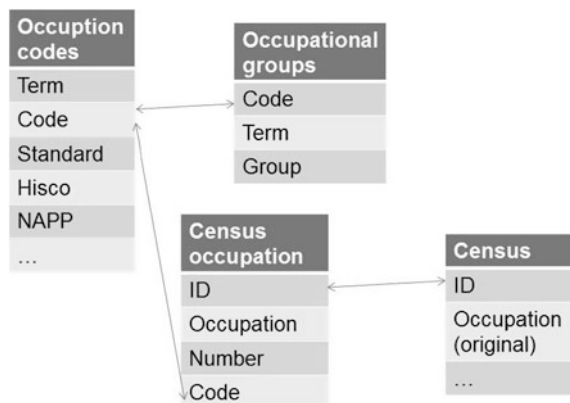 Occuption
codes
Term
Code
Standard
Hisco
NAPP
...
Occupational
groups
Code
Term
Group
Census
occupation
ID
Occupation
Number
Code
Census
ID
Occupation
(original)
...